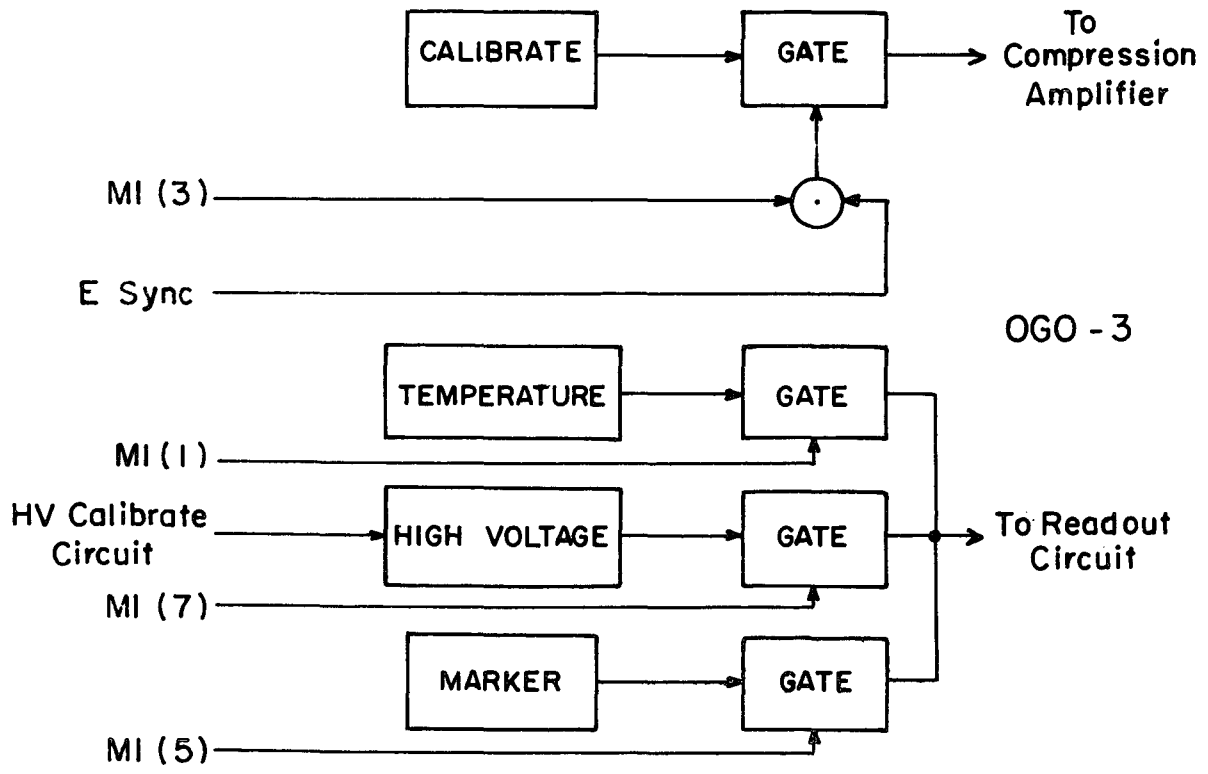 CALIBRATE
GATE
To
Compression
Amplifier
MI (3)
E Sync
OGO - 3
TEMPERATURE
GATE
MI (1)
HV Calibrate
Circuit
HIGH VOLTAGE
GATE
To Readout
Circuit
MI (7)
MARKER
GATE
MI (5)